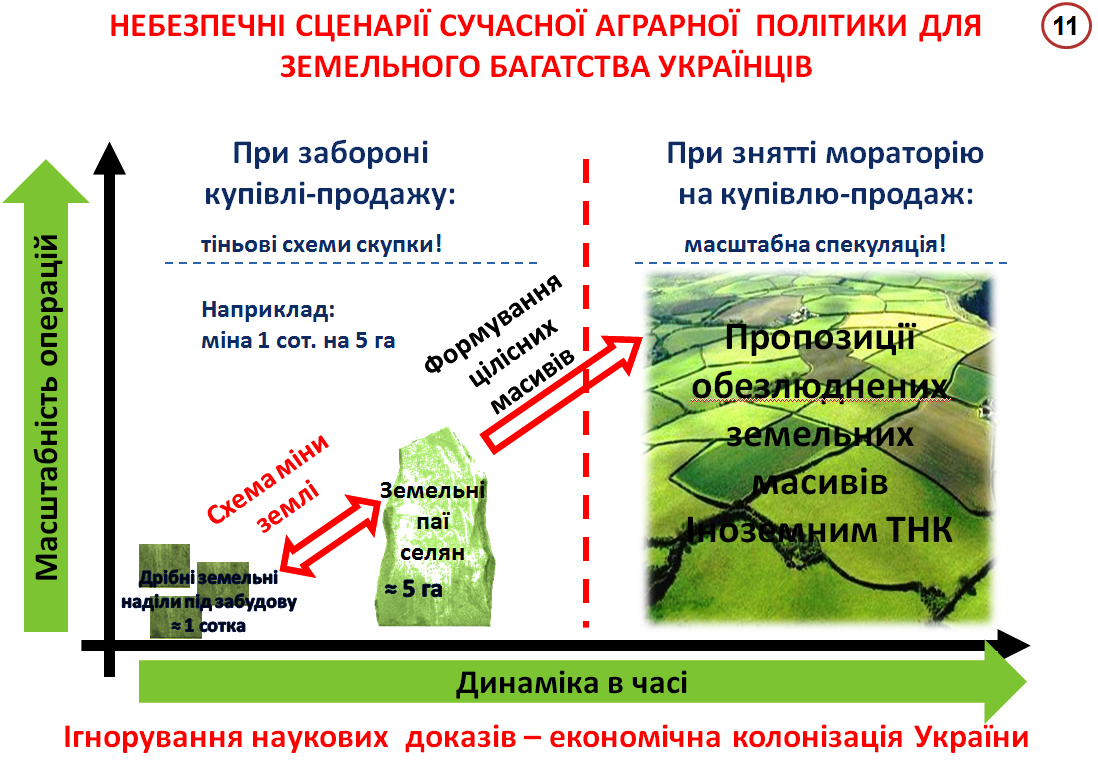 НЕБЕЗПЕЧНІ СЦЕНАРІЇ СУЧАСНОЇ АГРАРНОЇ ПОЛІТИКИ ДЛЯ
ЗЕМЕЛЬНОГО БАГАТСТВА УКРАЇНЦІВ
11
При забороні
купівлі-продажу:
тіньові схеми скупки!
Наприклад:
міна 1 сот. на 5 га
При знятті мораторію
на купівлю-продаж:
масштабна спекуляція!
Масштабність операцій
Формування
цілісних
масивів
Схема міни
землі
Дрібні земельні
наділи під забудову
≈ 1 сотка
Земельні
паї
селян
≈ 5 га
Пропозиції
обезлюднених
земельних
масивів
Іноземним ТНК
Динаміка в часі
Ігнорування наукових доказів – економічна колонізація України